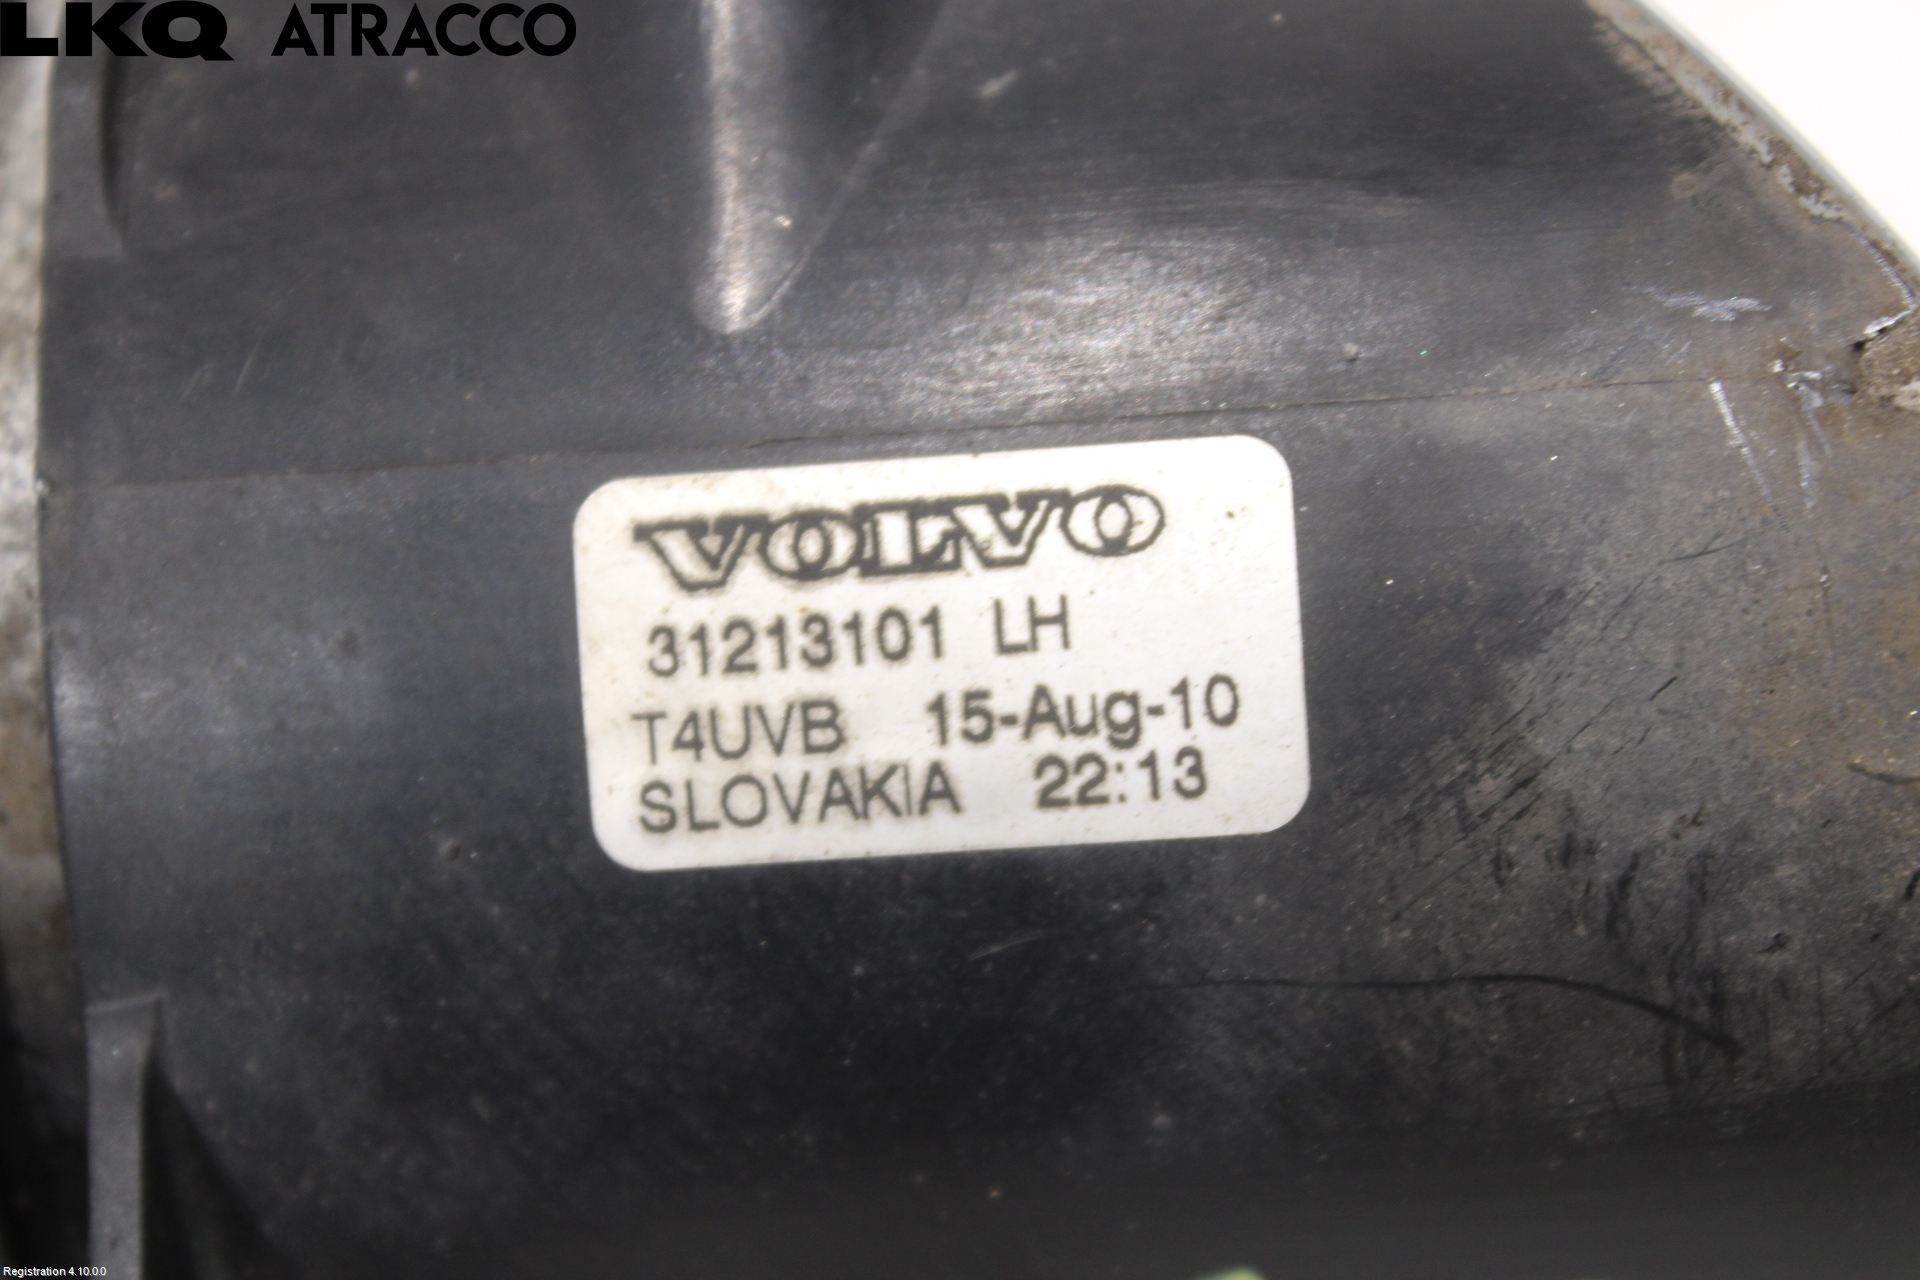 LKQ ATRACCO
VOLVO
31213101 LH
T4UVB 15-Aug-10
SLOVAKIA 22:13
Registration 4.10.0.0